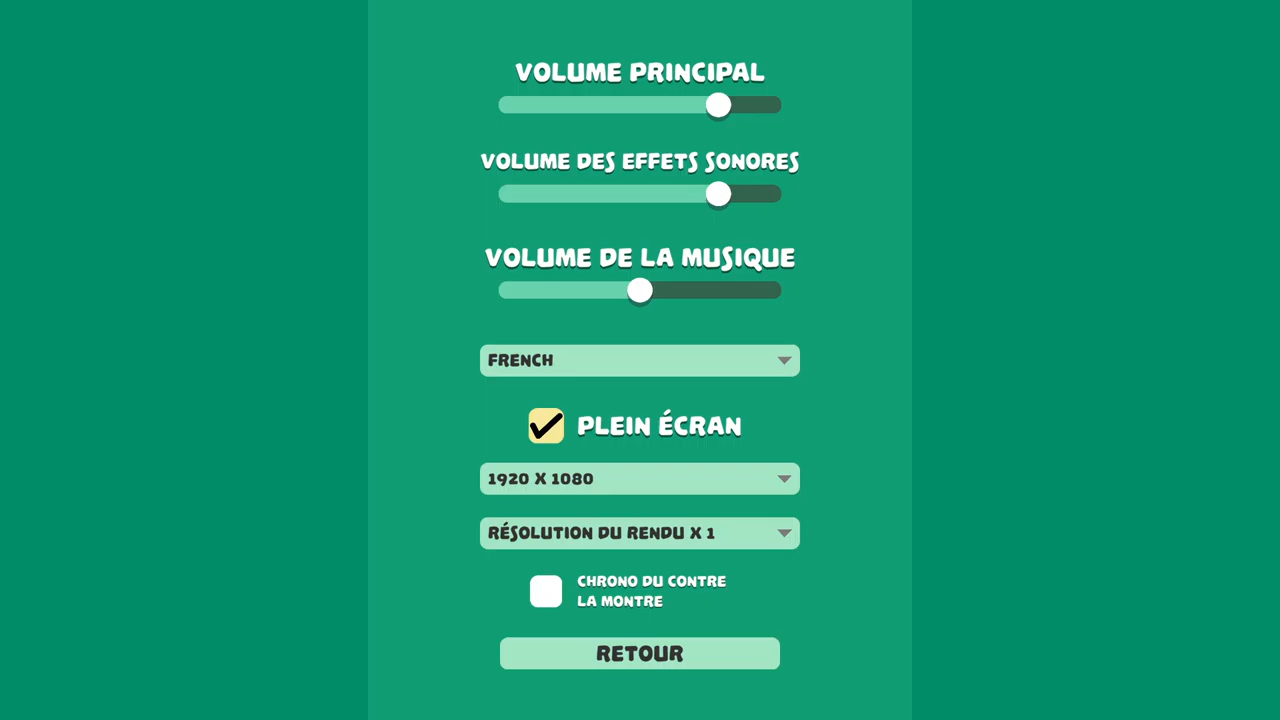 VOLUME PRINCIPAL
VOLUME DES EFFETS SONORES
VOLUME DE LA MUSIQUE
FRENCH
PLEIN ÉCRAN
1920 X 1080
RÉSOLUTION DU RENDU X 1
CHRONO DU CONTRE
LA MONTRE
RETOUR